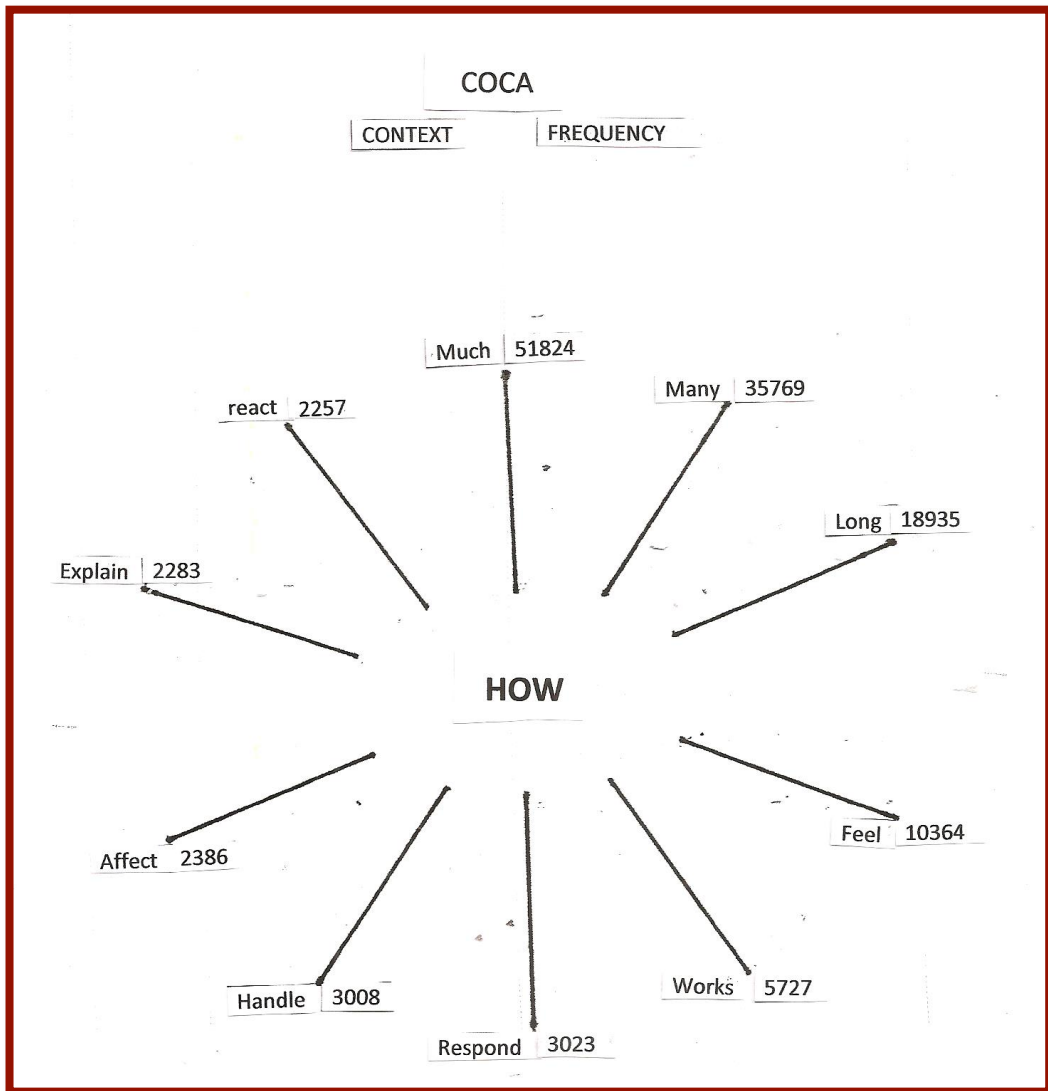 COCA
CONTEXT FREQUENCY
Much 51824
Many 35769
react 2257
Long 18935
Explain 2283
HOW
Feel 10364
Affect 2386
Works 5727
Handle 3008
Respond 3023